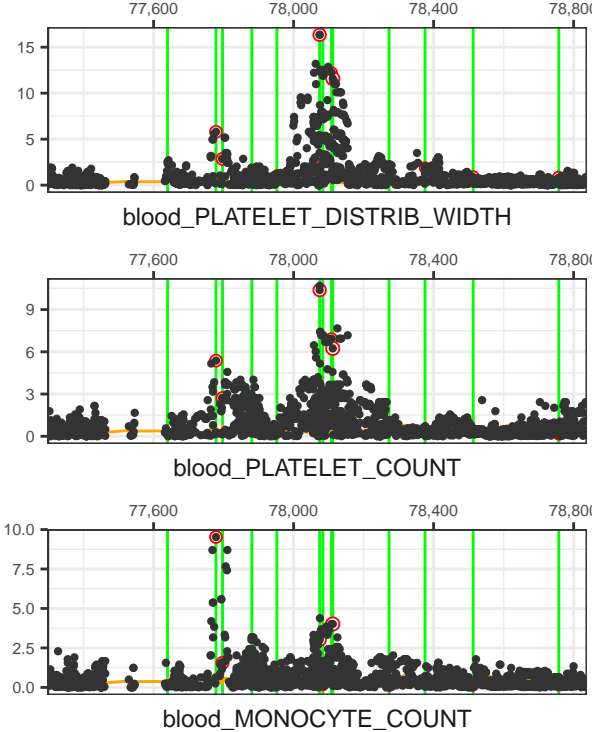 77,600 78,000 78,400 78,800
15
10
5
0
blood_PLATELET_DISTRIB_WIDTH
77,600 78,000 78,400 78,800
9
6
3
0
blood_PLATELET_COUNT
77,600 78,000 78,400 78,800
10.0
7.5
5.0
2.5
0.0
blood_MONOCYTE_COUNT